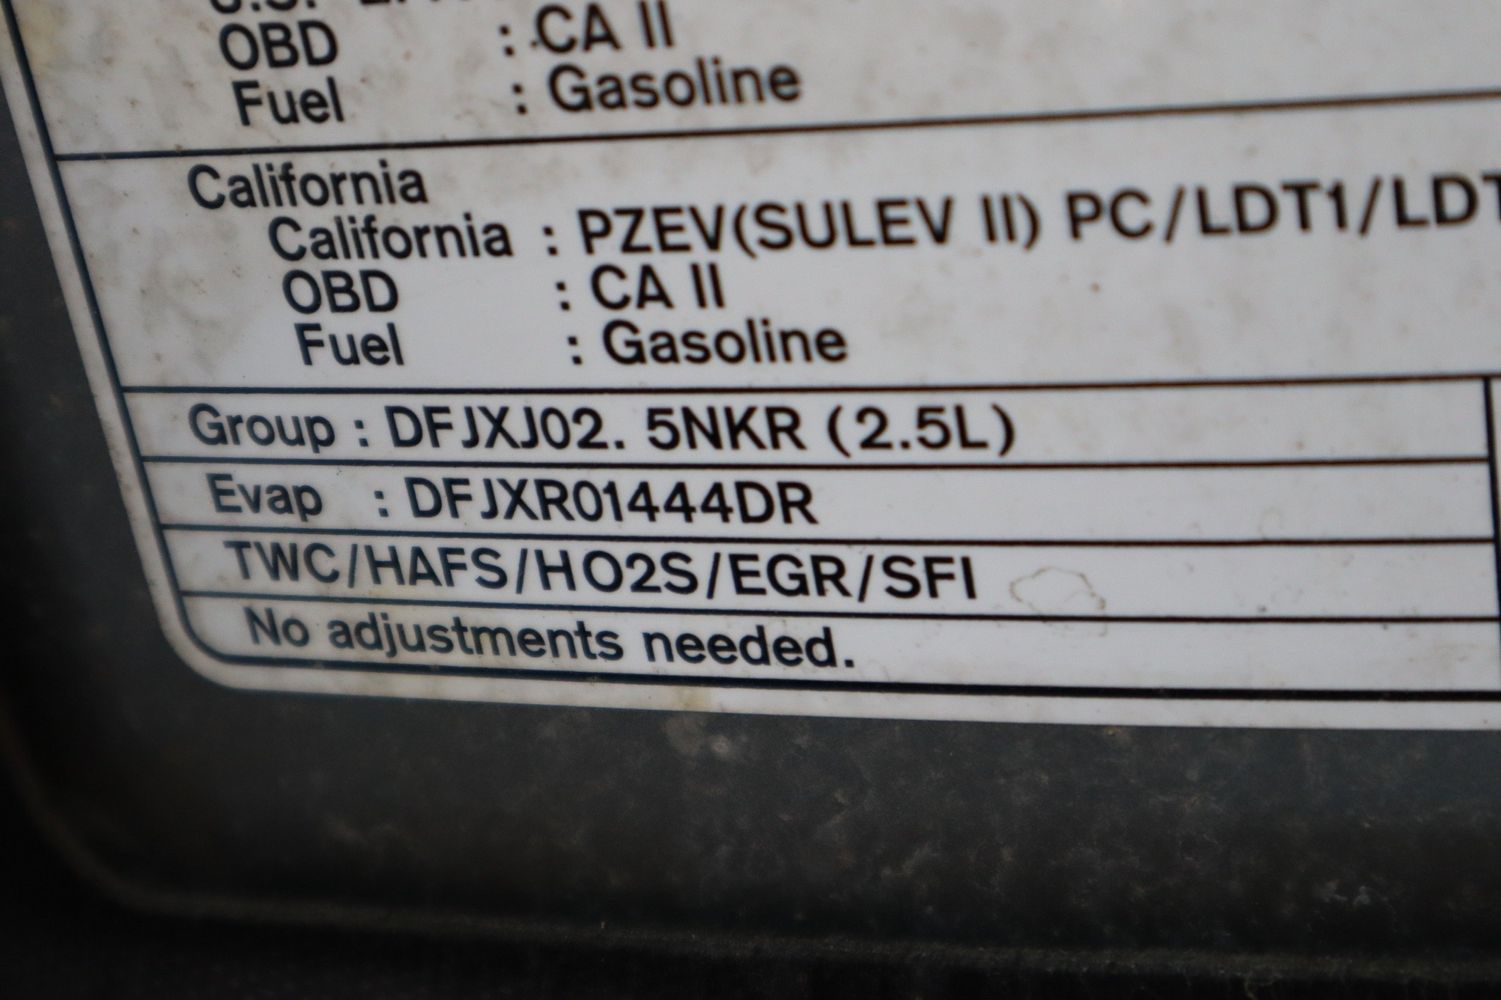 OBD : CA II
Fuel : Gasoline
California
California : PZEV(SULEV II) PC/LDT1/LDT
OBD : CA II
Fuel : Gasoline
Group : DFJXJ02. 5NKR (2.5L)
Evap : DFJXR01444DR
TWC/HAFS/HO2S/EGR/SFI
No adjustments needed.